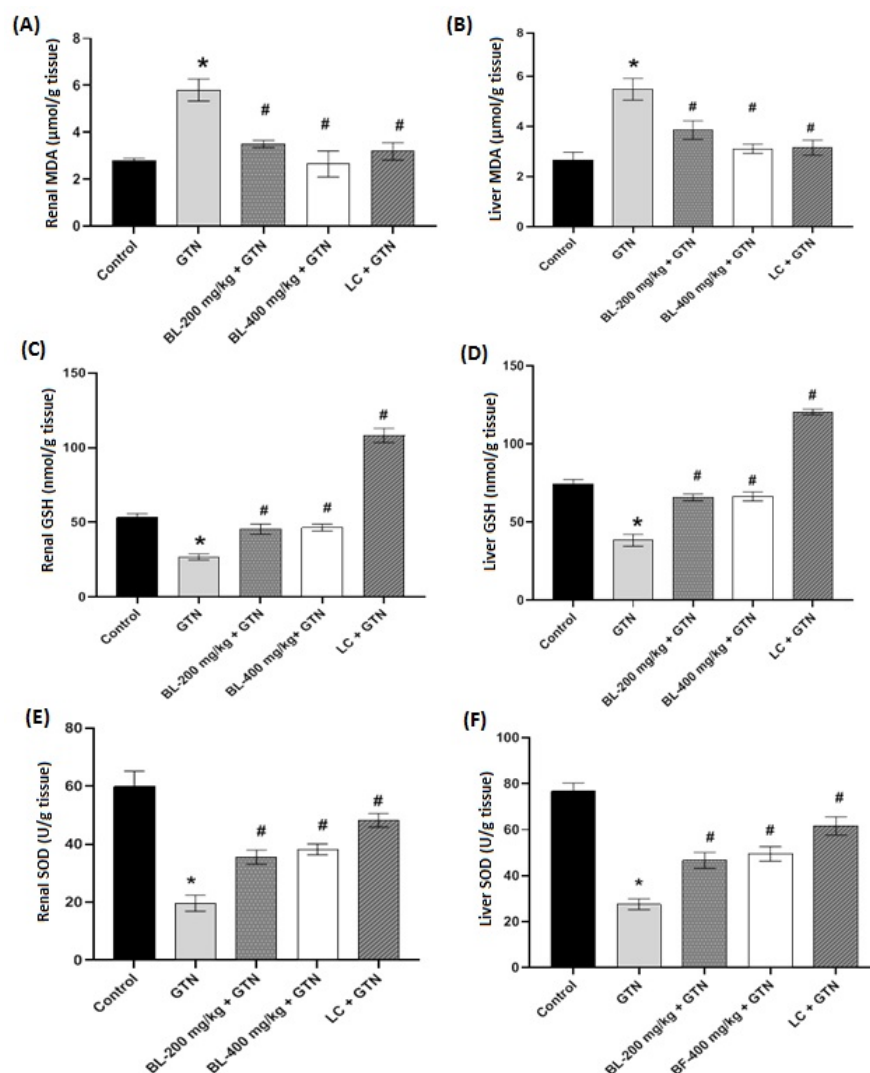 (A)
Renal MDA (µmol/g tissue)
8
6
4
2
0
*
#
#
#
Control
GTN
BL-200 mg/kg + GTN
BL-400 mg/kg + GTN
LC + GTN
(B)
Liver MDA (µmol/g tissue)
8
6
4
2
0
*
#
#
#
Control
GTN
BL-200 mg/kg + GTN
BL-400 mg/kg + GTN
LC + GTN
(C)
Renal GSH (nmol/g tissue)
150
100
50
0
*
#
#
#
Control
GTN
BL-200 mg/kg + GTN
BL-400 mg/kg+ GTN
LC + GTN
(D)
Liver GSH (nmol/g tissue)
150
100
50
0
*
#
#
#
Control
GTN
BL-200 mg/kg + GTN
BL-400 mg/kg + GTN
LC + GTN
(E)
Renal SOD (U/g tissue)
80
60
40
20
0
*
#
#
#
Control
GTN
BL-200 mg/kg + GTN
BL-400 mg/kg + GTN
LC + GTN
(F)
Liver SOD (U/g tissue)
100
80
60
40
20
0
*
#
#
#
Control
GTN
BL-200 mg/kg + GTN
BF-400 mg/kg + GTN
LC + GTN